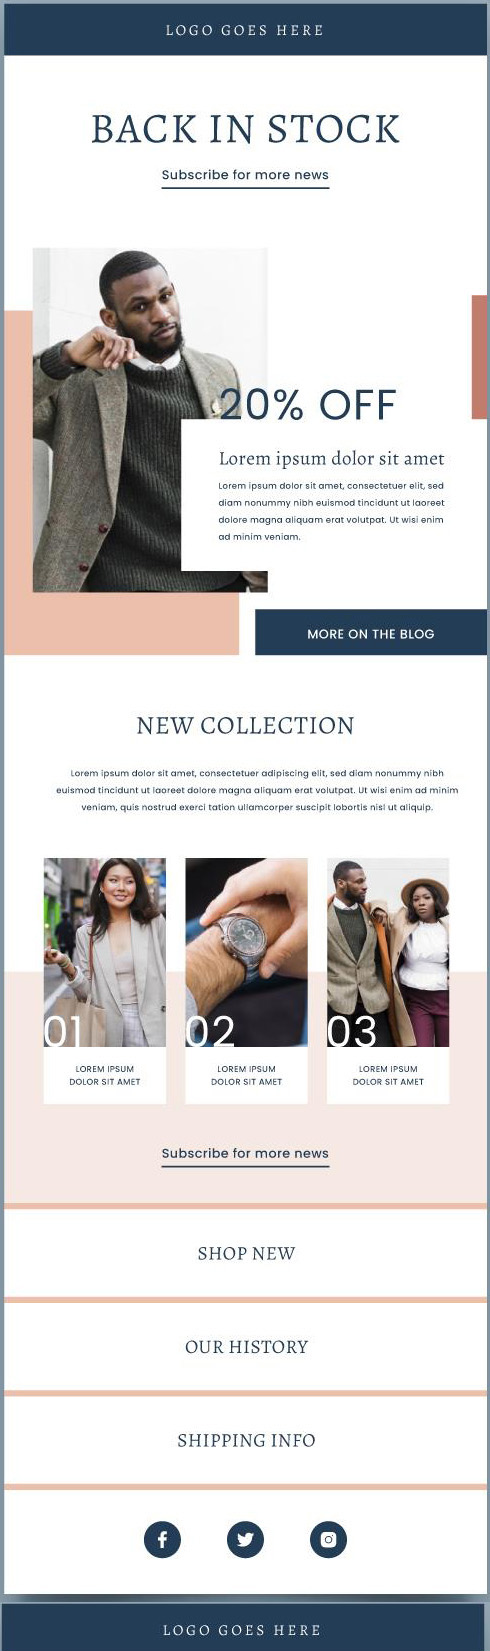 LOGO GOES HERE
BACK IN STOCK
Subscribe for more news
20% OFF
Lorem ipsum dolor sit amet
Lorem ipsum dolor sit amet, consectetuer elit, sed
diam nonummy nibh euismod tincidunt ut laoreet
dolore magna aliquam erat volutpat. Ut wisi enim
ad minim veniam.
MORE ON THE BLOG
NEW COLLECTION
Lorem ipsum dolor sit amet, consectetuer adipiscing elit, sed diam nonummy nibh
euismod tincidunt ut laoreet dolore magna aliquam erat volutpat. Ut wisi enim ad minim
veniam, quis nostrud exerci tation ullamcorper suscipit lobortis nisl ut aliquip.
01
LOREM IPSUM
DOLOR SIT AMET
02
LOREM IPSUM
DOLOR SIT AMET
03
LOREM IPSUM
DOLOR SIT AMET
Subscribe for more news
SHOP NEW
OUR HISTORY
SHIPPING INFO
LOGO GOES HERE